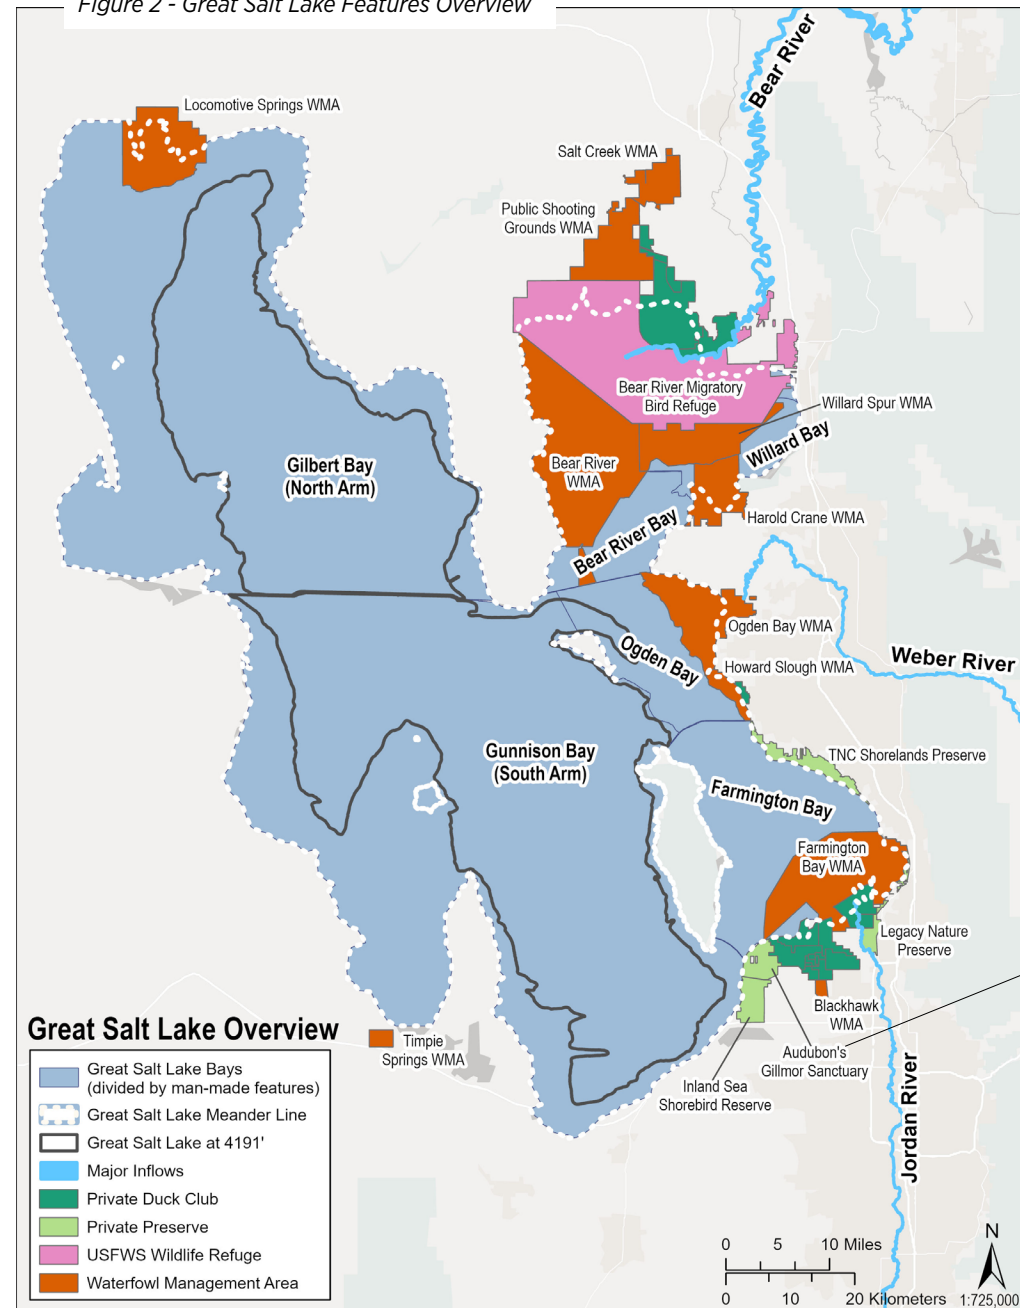 Figure 2 - Great Salt Lake Features Overview
Bear River
Locomotive Springs WMA
Salt Creek WMA
Public Shooting
Grounds WMA
Bear River Migratory
Bird Refuge
Willard Spur WMA
Willard Bay
Gilbert Bay
(North Arm)
Bear River
WMA
Harold Crane WMA
Bear River Bay
Ogden Bay WMA
Ogden Bay
Howard Slough WMA
Weber River
Gunnison Bay
(South Arm)
TNC Shorelands Preserve
Farmington Bay
Farmington
Bay WMA
Legacy Nature
Preserve
Blackhawk
WMA
Timpie
Springs WMA
Audubon's
Gillmor Sanctuary
Inland Sea
Shorebird Reserve
Jordan River
Great Salt Lake Overview
Great Salt Lake Bays
(divided by man-made features)
Great Salt Lake Meander Line
Great Salt Lake at 4191'
Major Inflows
Private Duck Club
Private Preserve
USFWS Wildlife Refuge
Waterfowl Management Area
0 5 10 Miles
0 10 20 Kilometers
N
1:725,000